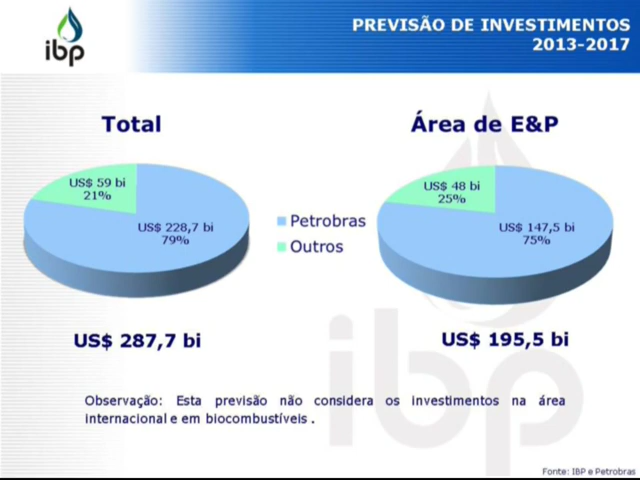 ibp
PREVISÃO DE INVESTIMENTOS
2013-2017
Total
Área de E&P
US$ 59 bi
21%
US$ 228,7 bi
79%
Petrobras
Outros
US$ 48 bi
25%
US$ 147,5 bi
75%
US$ 287,7 bi
US$ 195,5 bi
Observação: Esta previsão não considera os investimentos na área
internacional e em biocombustíveis .
ibp
Fonte: IBP e Petrobras